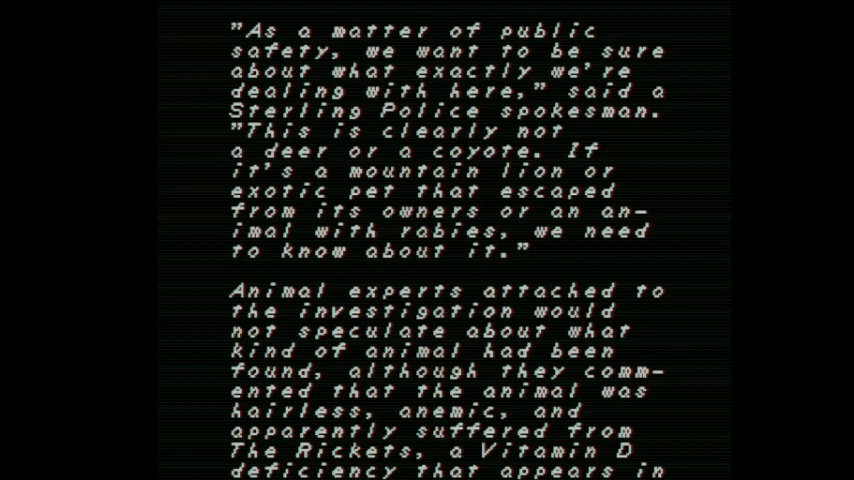 "As a matter of public
safety, we want to be sure
about what exactly we're
dealing with here," said a
Sterling Police spokesman.
"This is clearly not
a deer or a coyote. If
it's a mountain lion or
exotic pet that escaped
from its owners or an an-
imal with rabies, we need
to know about it."
Animal experts attached to
the investigation would
not speculate about what
kind of animal had been
found, although they comm-
ented that the animal was
hairless, anemic, and
apparently suffered from
The Rickets, a Vitamin D
deficiency that appears in